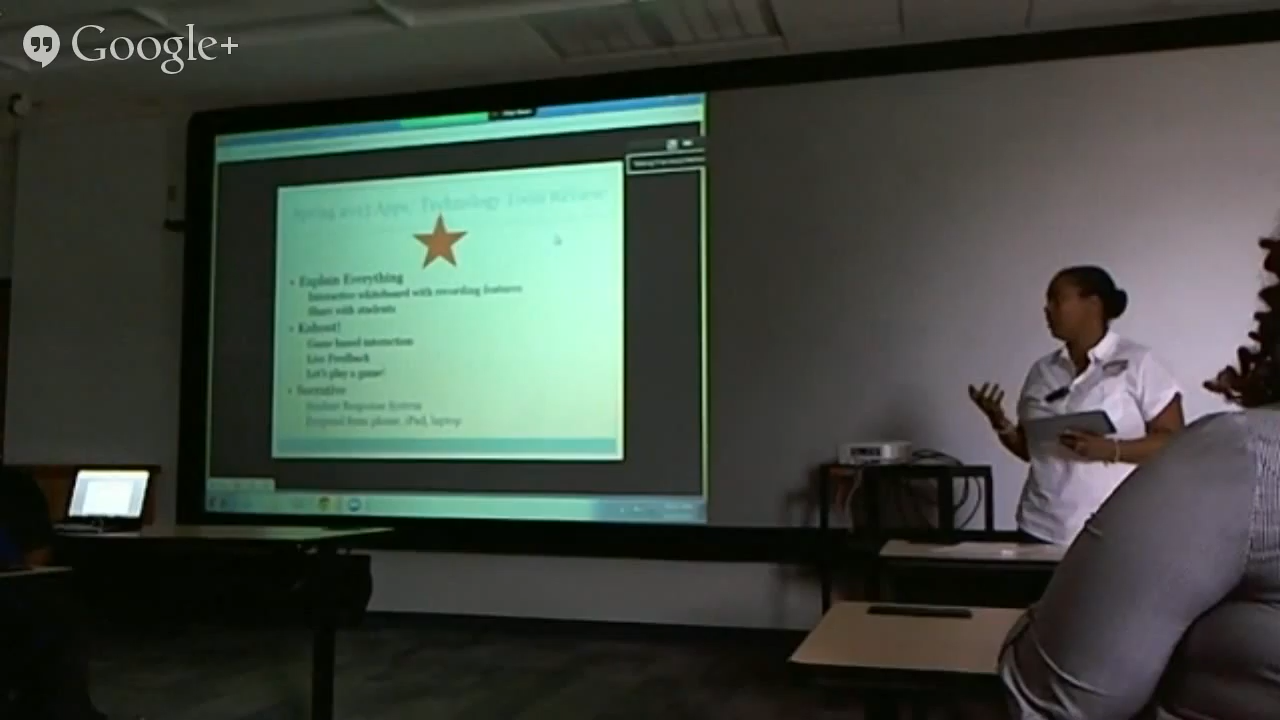 Google+
Spring 2013 Apps, Technology Tools Review
• Explain Everything
Interactive whiteboard with recording features
Share with students
• Kahoot!
Game based interaction
Live Feedback
Let's play a game!
• Socrative
Student Response System
Respond from phone, iPad, laptop